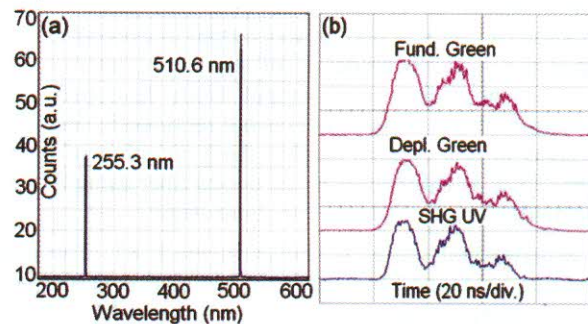 (a)
70
60
50
40
30
20
10
Counts (a.u.)
510.6 nm
255.3 nm
200 300 400 500 600
Wavelength (nm)
(b)
Fund. Green
Depl. Green
SHG UV
Time (20 ns/div.)